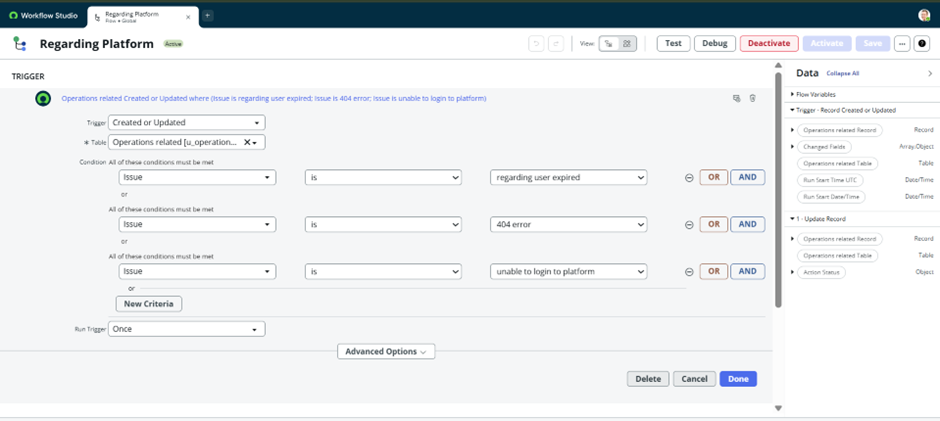 Workflow Studio
Regarding Platform
Flow • Global
Regarding Platform
Active
View:
Test
Debug
Deactivate
Activate
Save
TRIGGER
Operations related Created or Updated where (Issue is regarding user expired; Issue is 404 error; Issue is unable to login to platform)
Trigger Created or Updated
* Table Operations related [u_operation...
Condition All of these conditions must be met
Issue is regarding user expired OR AND
or
All of these conditions must be met
Issue is 404 error OR AND
or
All of these conditions must be met
Issue is unable to login to platform OR AND
or
New Criteria
Run Trigger Once
Advanced Options
Delete Cancel Done
Data Collapse All
Flow Variables
Trigger - Record Created or Updated
Operations related Record Record
Changed Fields Array.Object
Operations related Table Table
Run Start Time UTC Date/Time
Run Start Date/Time Date/Time
1 - Update Record
Operations related Record Record
Operations related Table Table
Action Status Object